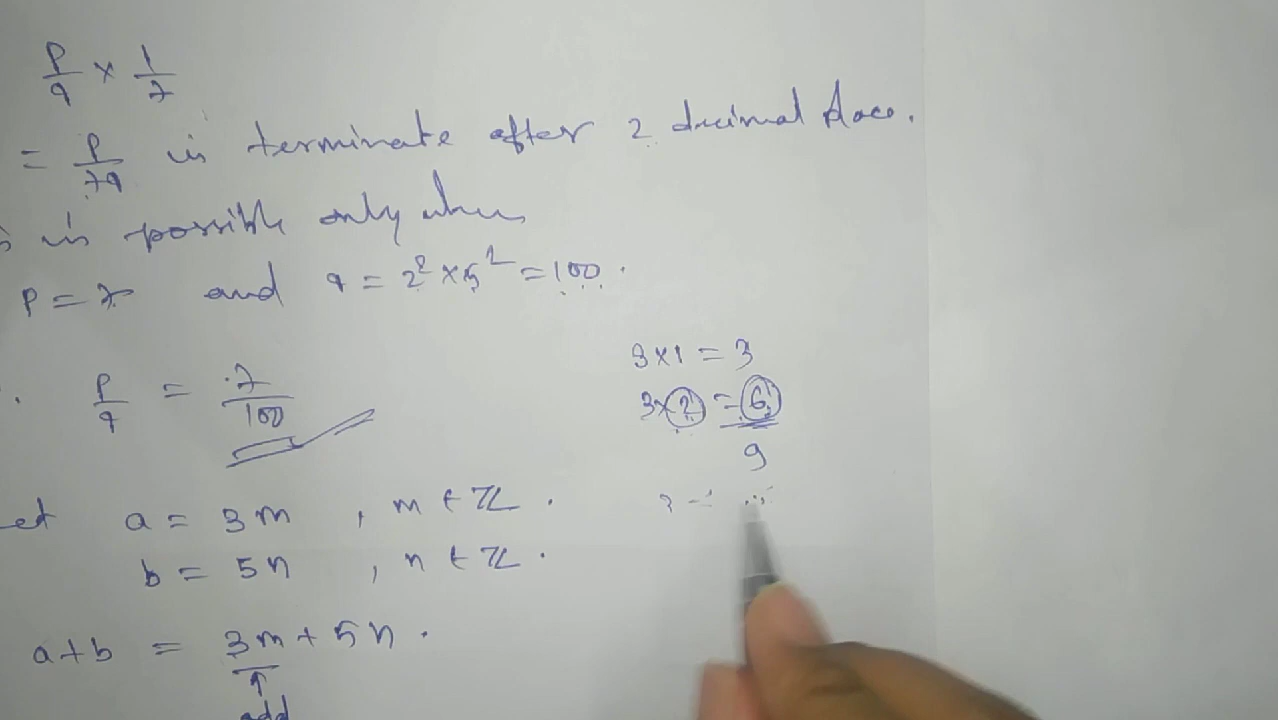 p/q × 1/7
= p/7q is terminate after 2 decimal place.
is possible only when
p = 7 and q = 2² × 5² = 100.
p/q = 7/100
3×1 = 3
3×2 = 6
9
et a = 3m , m ∈ ℤ.
b = 5n , n ∈ ℤ.
a+b = 3m + 5n.
add